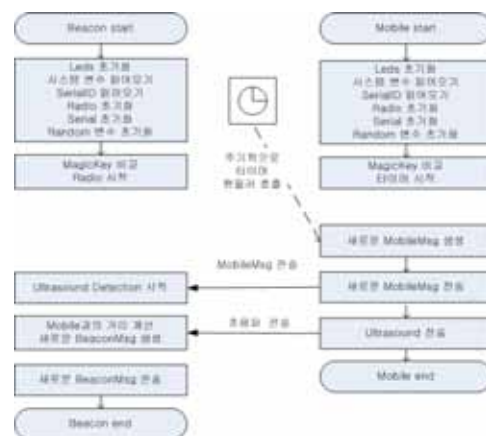 Beacon start
Leds 초기화
시스템 변수 읽어오기
SerialID 읽어오기
Radio 초기화
Serial 초기화
Random 변수 초기화
MagicKey 비교
Radio 시작
주기적으로
타이머
핸들러 호출
Mobile start
Leds 초기화
시스템 변수 읽어오기
SerialID 읽어오기
Radio 초기화
Serial 초기화
Random 변수 초기화
MagicKey 비교
타이머 시작
새로운 MobileMsg 생성
MobileMsg 전송
새로운 MobileMsg 전송
Ultrasound Detection 시작
초음파 전송
Ultrasound 전송
Mobile과의 거리 계산
새로운 BeaconMsg 생성
새로운 BeaconMsg 전송
Mobile end
Beacon end